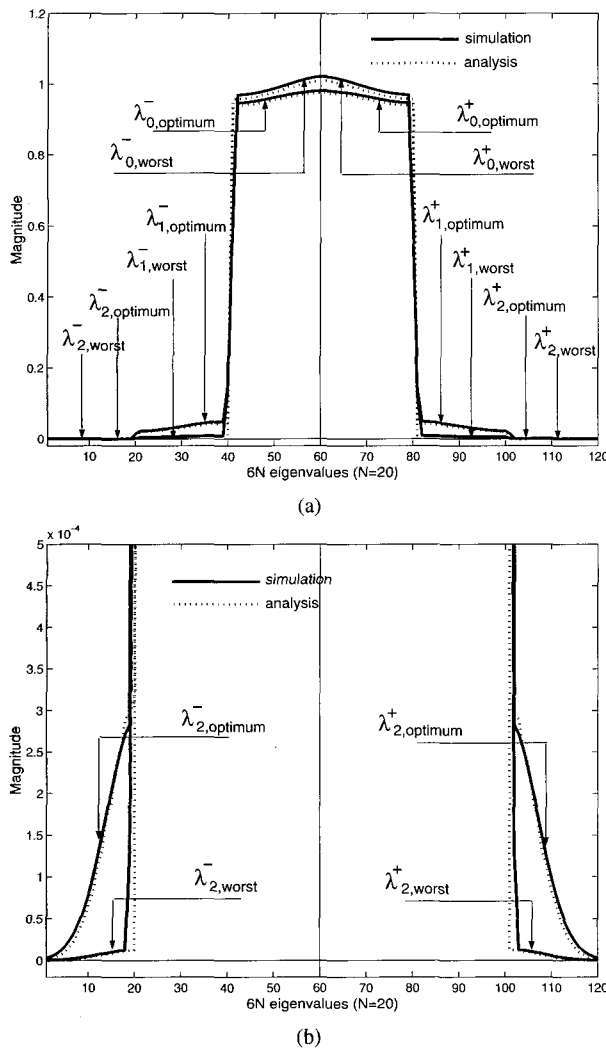 1.2
1
0.8
0.6
0.4
0.2
0
Magnitude
simulation
analysis
λ⁻0,optimum
λ⁺0,optimum
λ⁻0,worst
λ⁺0,worst
λ⁻1,optimum
λ⁺1,optimum
λ⁻1,worst
λ⁺1,worst
λ⁻2,optimum
λ⁺2,optimum
λ⁻2,worst
λ⁺2,worst
10 20 30 40 50 60 70 80 90 100 110 120
6N eigenvalues (N=20)
(a)
x 10⁻⁴
5
4.5
4
3.5
3
2.5
2
1.5
1
0.5
0
Magnitude
simulation
analysis
λ⁻2,optimum
λ⁺2,optimum
λ⁻2,worst
λ⁺2,worst
10 20 30 40 50 60 70 80 90 100 110 120
6N eigenvalues (N=20)
(b)